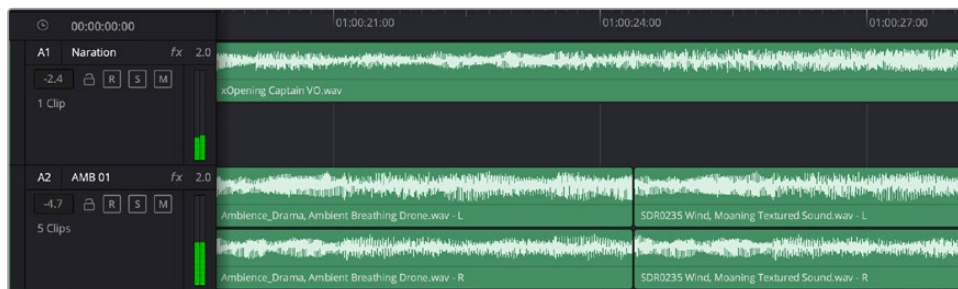 00:00:00:00
01:00:21:00 01:00:24:00 01:00:27:00
A1 Naration fx 2.0
-2.4 R S M
1 Clip
xOpening Captain VO.wav
A2 AMB 01 fx 2.0
-4.7 R S M
5 Clips
Ambience_Drama, Ambient Breathing Drone.wav - L
SDR0235 Wind, Moaning Textured Sound.wav - L
Ambience_Drama, Ambient Breathing Drone.wav - R
SDR0235 Wind, Moaning Textured Sound.wav - R